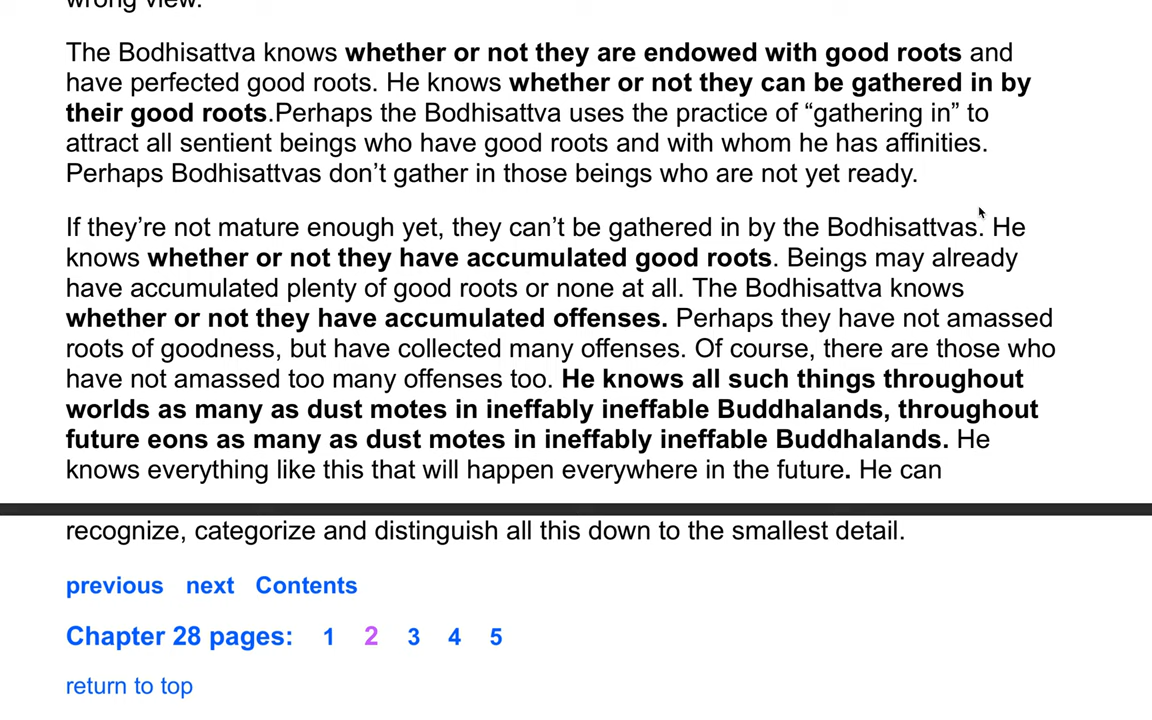 wrong view.
The Bodhisattva knows whether or not they are endowed with good roots and
have perfected good roots. He knows whether or not they can be gathered in by
their good roots.Perhaps the Bodhisattva uses the practice of “gathering in” to
attract all sentient beings who have good roots and with whom he has affinities.
Perhaps Bodhisattvas don’t gather in those beings who are not yet ready.
If they’re not mature enough yet, they can’t be gathered in by the Bodhisattvas. He
knows whether or not they have accumulated good roots. Beings may already
have accumulated plenty of good roots or none at all. The Bodhisattva knows
whether or not they have accumulated offenses. Perhaps they have not amassed
roots of goodness, but have collected many offenses. Of course, there are those who
have not amassed too many offenses too. He knows all such things throughout
worlds as many as dust motes in ineffably ineffable Buddhalands, throughout
future eons as many as dust motes in ineffably ineffable Buddhalands. He
knows everything like this that will happen everywhere in the future. He can
recognize, categorize and distinguish all this down to the smallest detail.
previous next Contents
Chapter 28 pages: 1 2 3 4 5
return to top